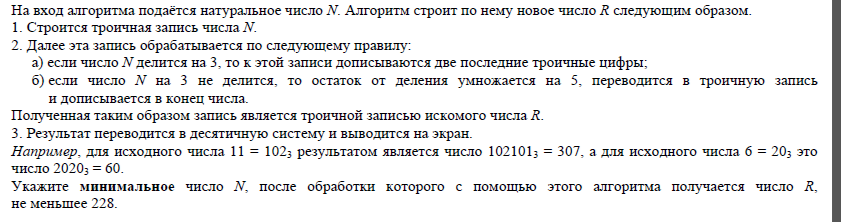 На вход алгоритма подаётся натуральное число N. Алгоритм строит по нему новое число R следующим образом.
1. Строится троичная запись числа N.
2. Далее эта запись обрабатывается по следующему правилу:
а) если число N делится на 3, то к этой записи дописываются две последние троичные цифры;
б) если число N на 3 не делится, то остаток от деления умножается на 5, переводится в троичную запись
и дописывается в конец числа.
Полученная таким образом запись является троичной записью искомого числа R.
3. Результат переводится в десятичную систему и выводится на экран.
Например, для исходного числа 11 = 102₃ результатом является число 102101₃ = 307, а для исходного числа 6 = 20₃ это
число 2020₃ = 60.
Укажите минимальное число N, после обработки которого с помощью этого алгоритма получается число R,
не меньшее 228.